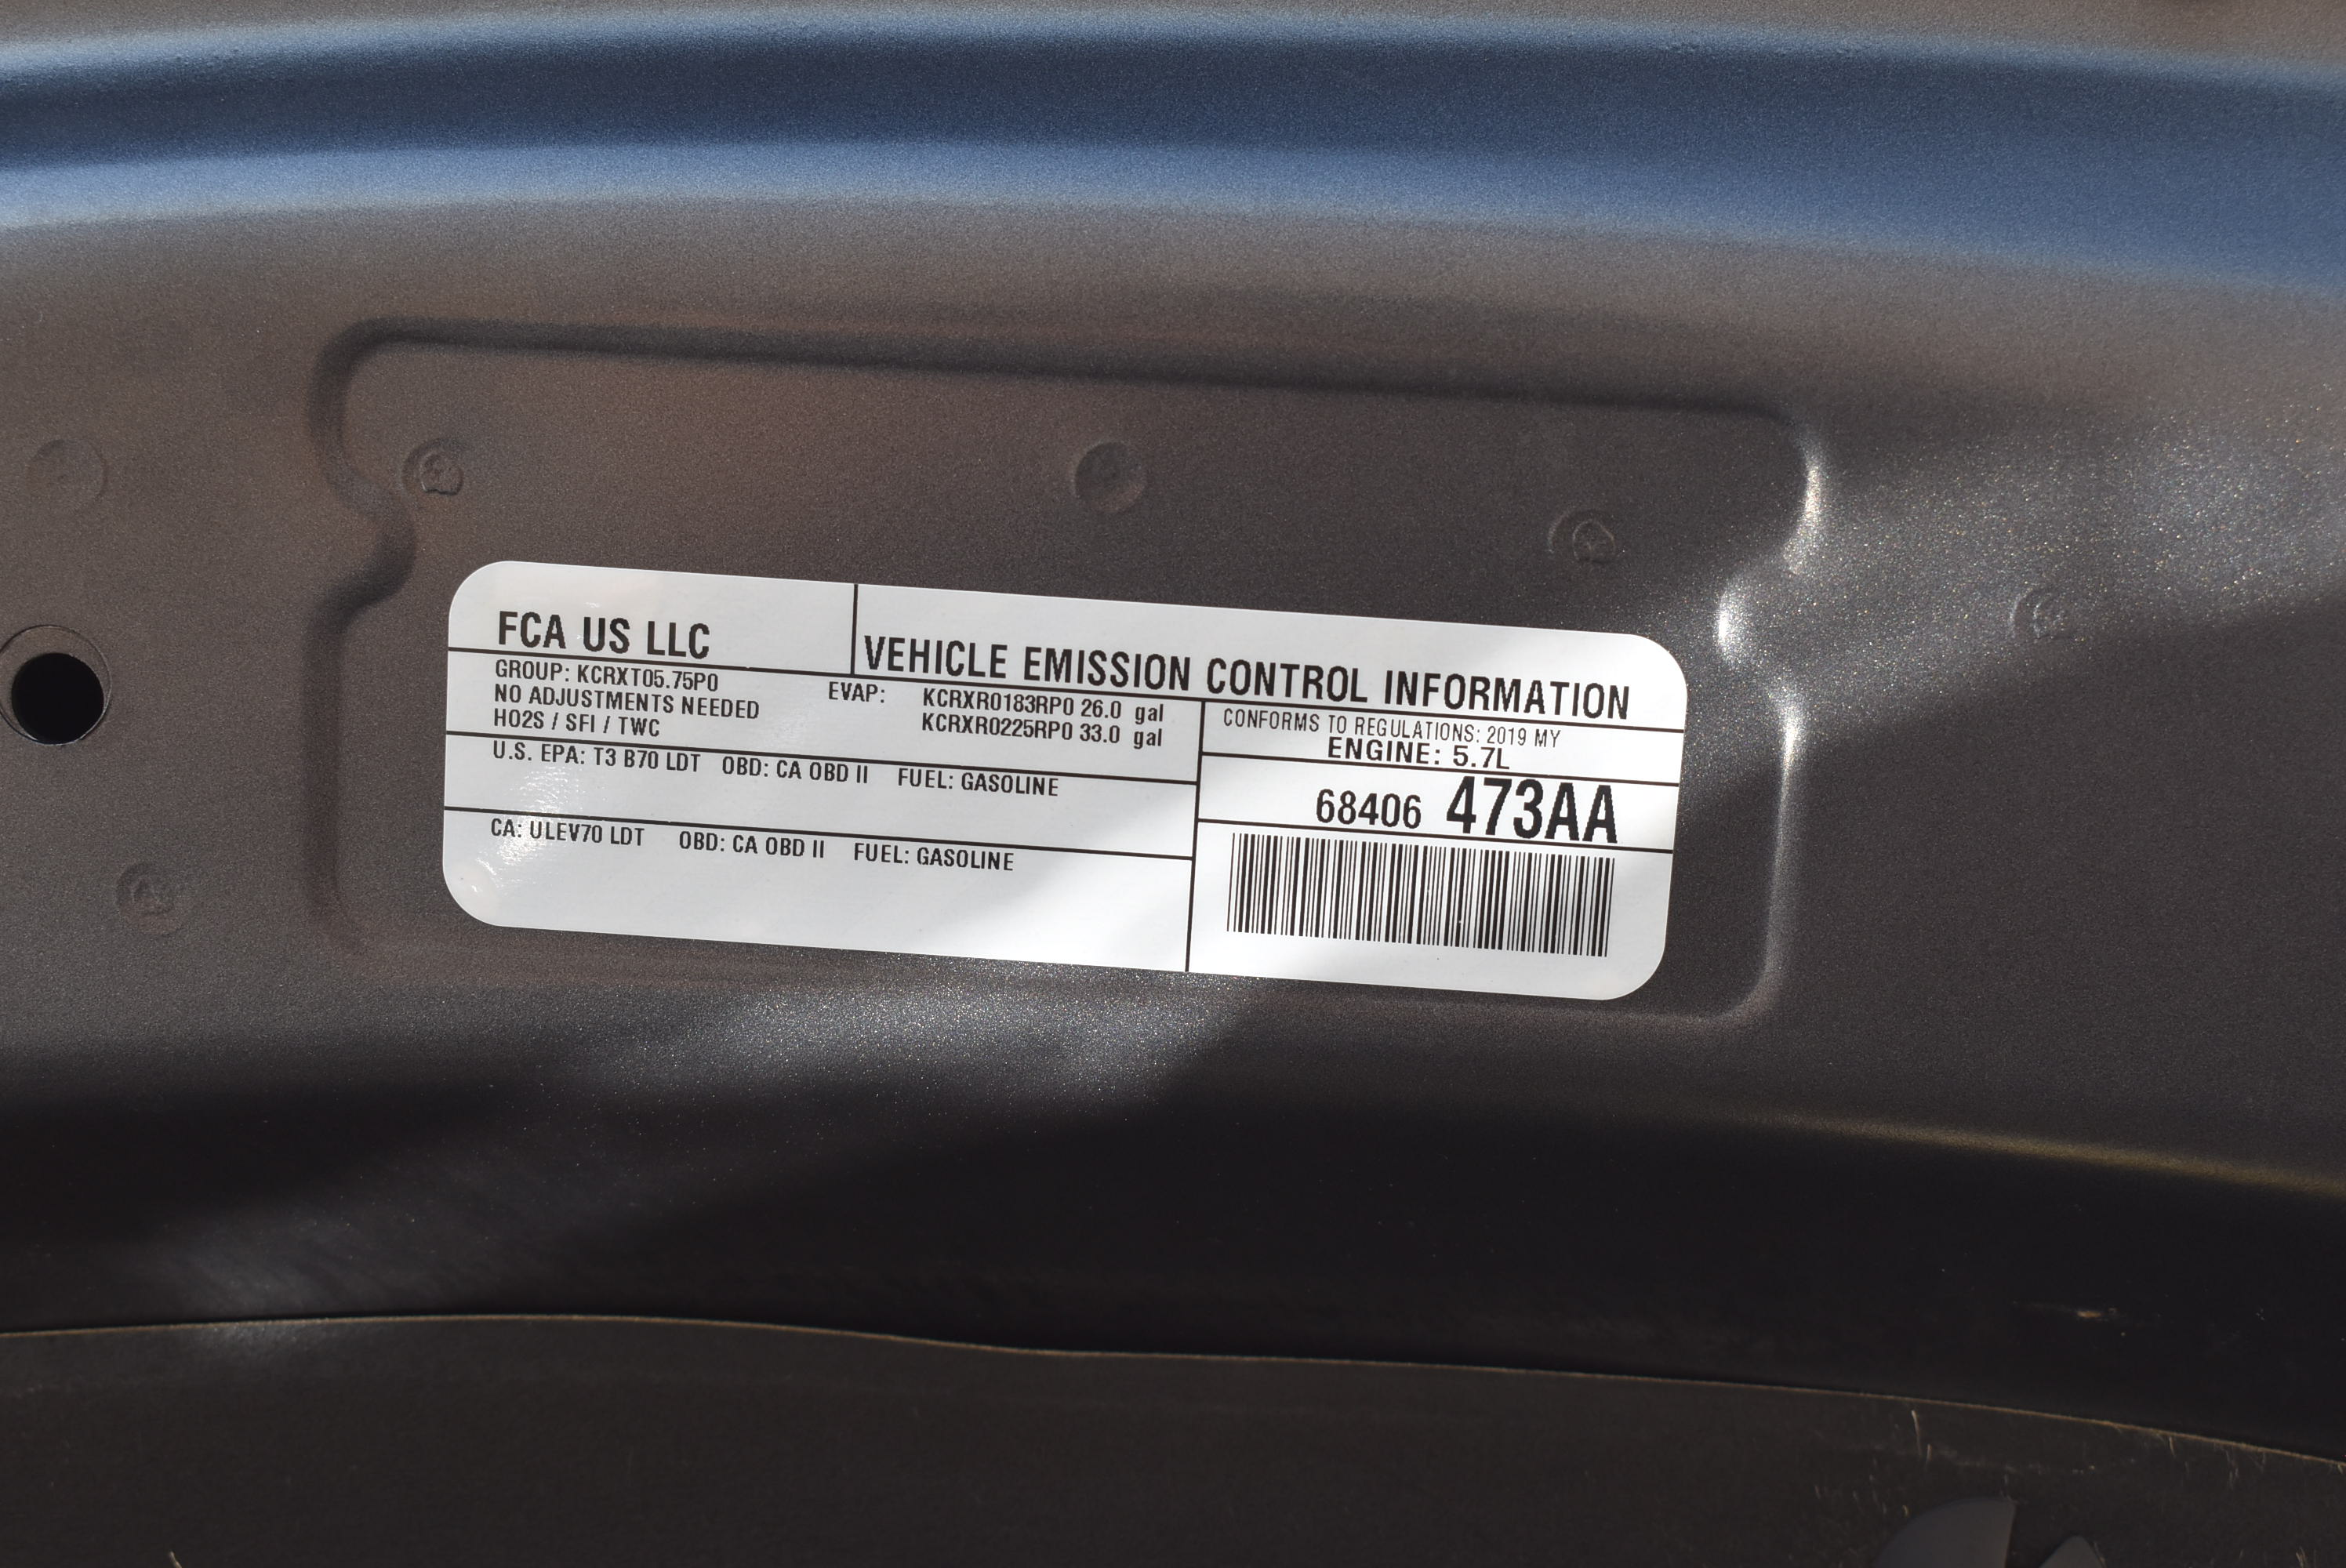 FCA US LLC
VEHICLE EMISSION CONTROL INFORMATION
GROUP: KCRXT05.75P0
NO ADJUSTMENTS NEEDED
HO2S / SFI / TWC
EVAP: KCRXR0183RP0 26.0 gal
KCRXR0225RP0 33.0 gal
CONFORMS TO REGULATIONS: 2019 MY
ENGINE: 5.7L
U.S. EPA: T3 B70 LDT OBD: CA OBD II FUEL: GASOLINE
68406 473AA
CA: ULEV70 LDT OBD: CA OBD II FUEL: GASOLINE